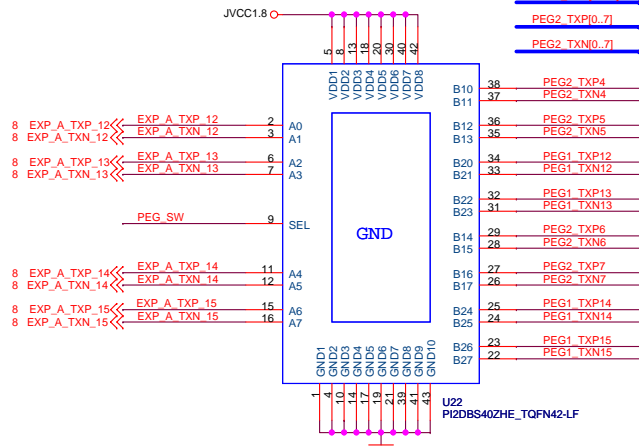 JVCC1.8
PEG2_TXP[0..7]
PEG2_TXN[0..7]
5 8 13 18 20 30 40 42
VDD1 VDD2 VDD3 VDD4 VDD5 VDD6 VDD7 VDD8
B10 38 PEG2_TXP4
B11 37 PEG2_TXN4
8 EXP_A_TXP_12 EXP_A_TXP_12 2 A0
8 EXP_A_TXN_12 EXP_A_TXN_12 3 A1
B12 36 PEG2_TXP5
B13 35 PEG2_TXN5
8 EXP_A_TXP_13 EXP_A_TXP_13 6 A2
8 EXP_A_TXN_13 EXP_A_TXN_13 7 A3
B20 34 PEG1_TXP12
B21 33 PEG1_TXN12
B22 32 PEG1_TXP13
B23 31 PEG1_TXN13
PEG_SW 9 SEL
GND
B14 29 PEG2_TXP6
B15 28 PEG2_TXN6
8 EXP_A_TXP_14 EXP_A_TXP_14 11 A4
8 EXP_A_TXN_14 EXP_A_TXN_14 12 A5
B16 27 PEG2_TXP7
B17 26 PEG2_TXN7
8 EXP_A_TXP_15 EXP_A_TXP_15 15 A6
8 EXP_A_TXN_15 EXP_A_TXN_15 16 A7
B24 25 PEG1_TXP14
B25 24 PEG1_TXN14
B26 23 PEG1_TXP15
B27 22 PEG1_TXN15
GND1 GND2 GND3 GND4 GND5 GND6 GND7 GND8 GND9 GND10
1 4 10 14 17 19 21 39 41 43
U22
PI2DBS40ZHE_TQFN42-LF